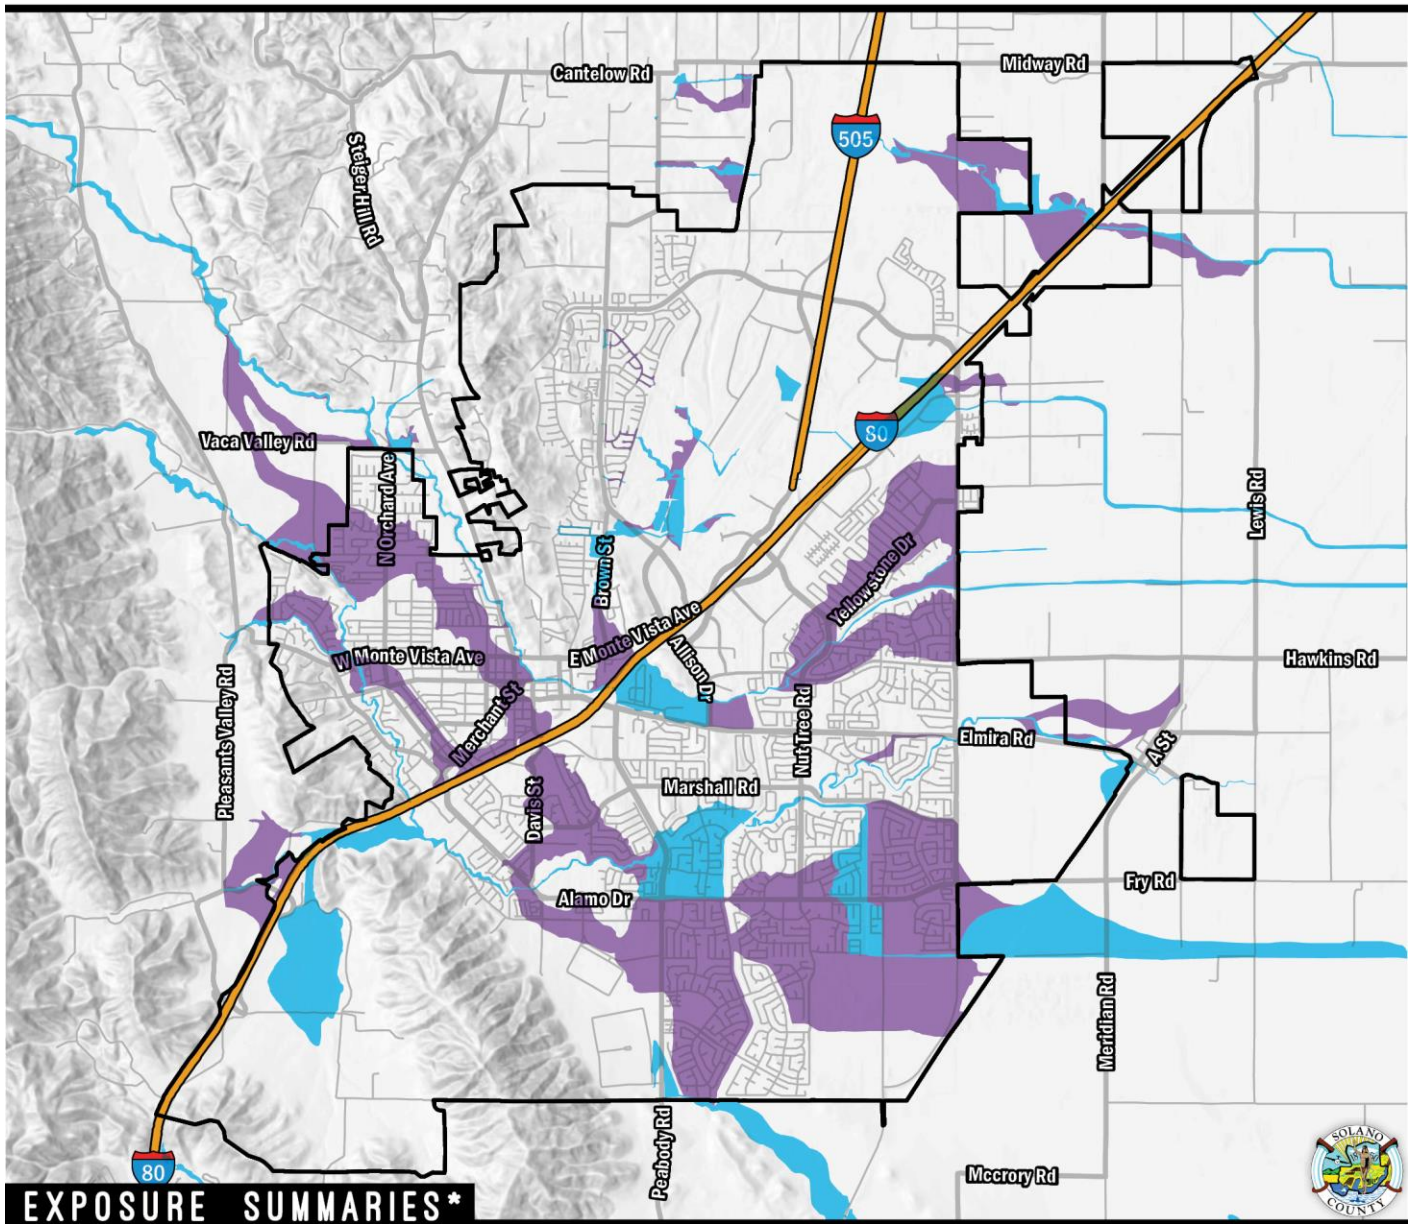 Cantelow Rd
Midway Rd
505
Steiger Hill Rd
Vaca Valley Rd
N Orchard Ave
80
Lewis Rd
Brown St
Yellowstone Dr
E Monte Vista Ave
Allison Dr
W Monte Vista Ave
Hawkins Rd
Pleasants Valley Rd
Merchant St
Nut Tree Rd
Elmira Rd
A St
Davis St
Marshall Rd
Alamo Dr
Fry Rd
Meridian Rd
Peabody Rd
80
Mccrory Rd
SOLANO
COUNTY
EXPOSURE SUMMARIES*